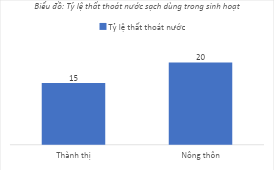 Biểu đồ: Tỷ lệ thất thoát nước sạch dùng trong sinh hoạt
Tỷ lệ thất thoát nước
15
20
Thành thị
Nông thôn